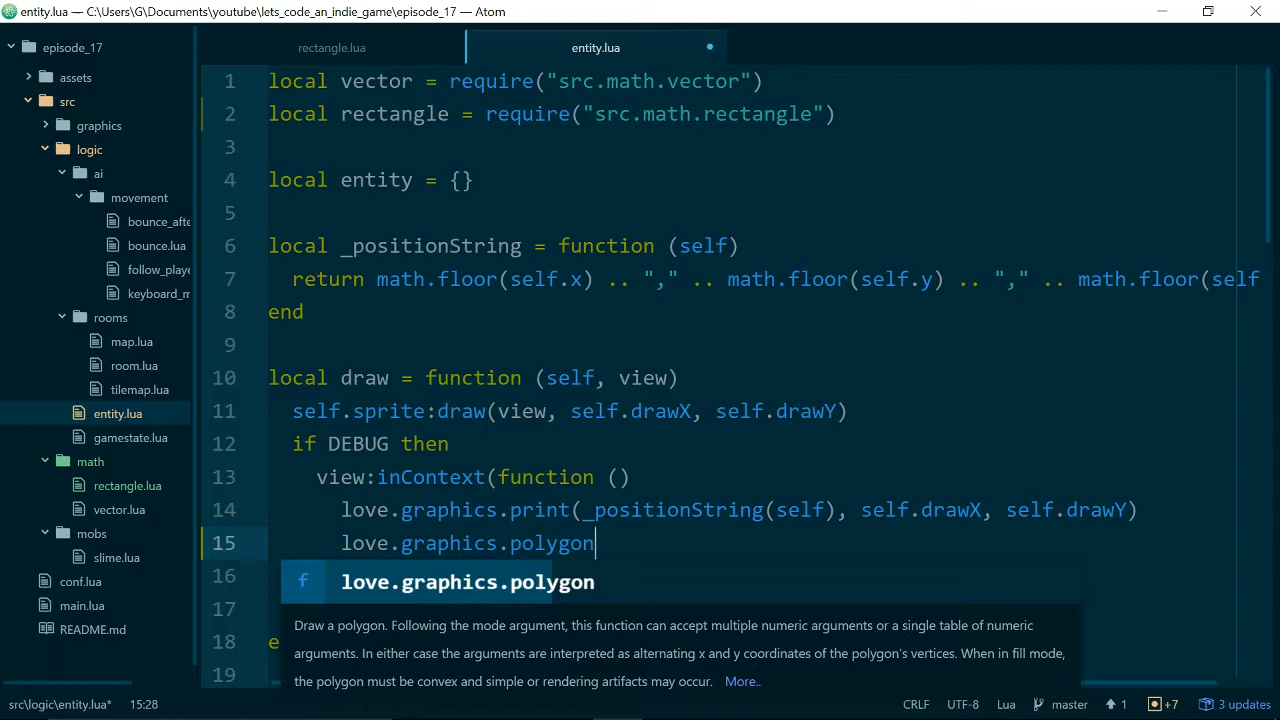 entity.lua — C:\Users\G\Documents\youtube\lets_code_an_indie_game\episode_17 — Atom
episode_17
assets
src
graphics
logic
ai
movement
bounce_afte
bounce.lua
follow_playe
keyboard_m
rooms
map.lua
room.lua
tilemap.lua
entity.lua
gamestate.lua
math
rectangle.lua
vector.lua
mobs
slime.lua
conf.lua
main.lua
README.md
rectangle.lua
entity.lua
1 local vector = require("src.math.vector")
2 local rectangle = require("src.math.rectangle")
3
4 local entity = {}
5
6 local _positionString = function (self)
7 return math.floor(self.x) .. "," .. math.floor(self.y) .. "," .. math.floor(self
8 end
9
10 local draw = function (self, view)
11 self.sprite:draw(view, self.drawX, self.drawY)
12 if DEBUG then
13 view:inContext(function ()
14 love.graphics.print(_positionString(self), self.drawX, self.drawY)
15 love.graphics.polygon
16
17
18 e
19
f love.graphics.polygon
Draw a polygon. Following the mode argument, this function can accept multiple numeric arguments or a single table of numeric
arguments. In either case the arguments are interpreted as alternating x and y coordinates of the polygon's vertices. When in fill mode,
the polygon must be convex and simple or rendering artifacts may occur. More..
src\logic\entity.lua* 15:28
CRLF UTF-8 Lua master 1 +7 3 updates